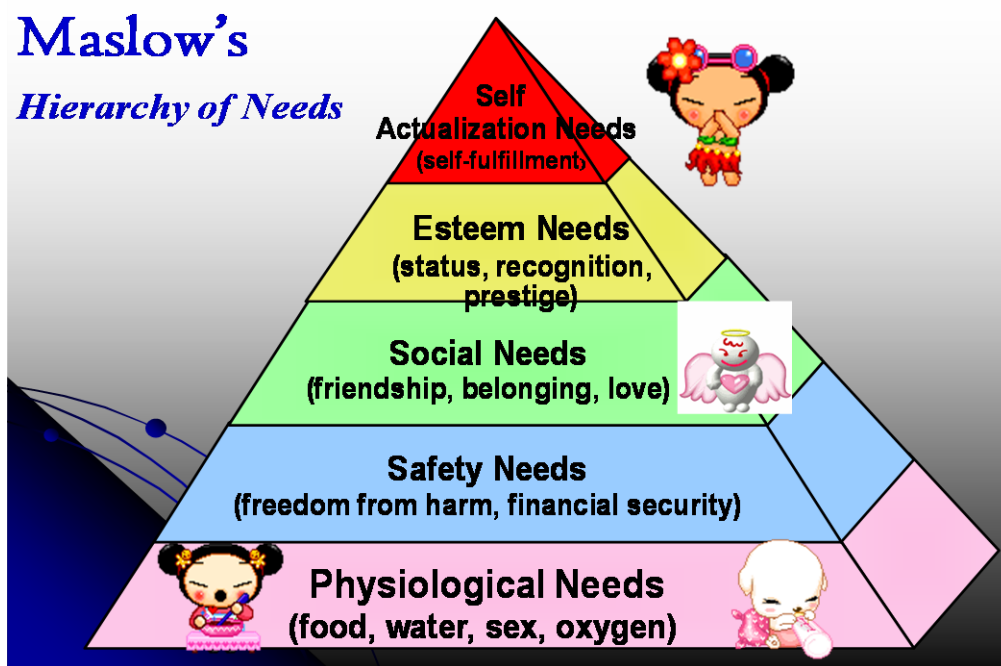 Maslow's
Hierarchy of Needs
Self
Actualization Needs
(self-fulfillment)
Esteem Needs
(status, recognition,
prestige)
Social Needs
(friendship, belonging, love)
Safety Needs
(freedom from harm, financial security)
Physiological Needs
(food, water, sex, oxygen)